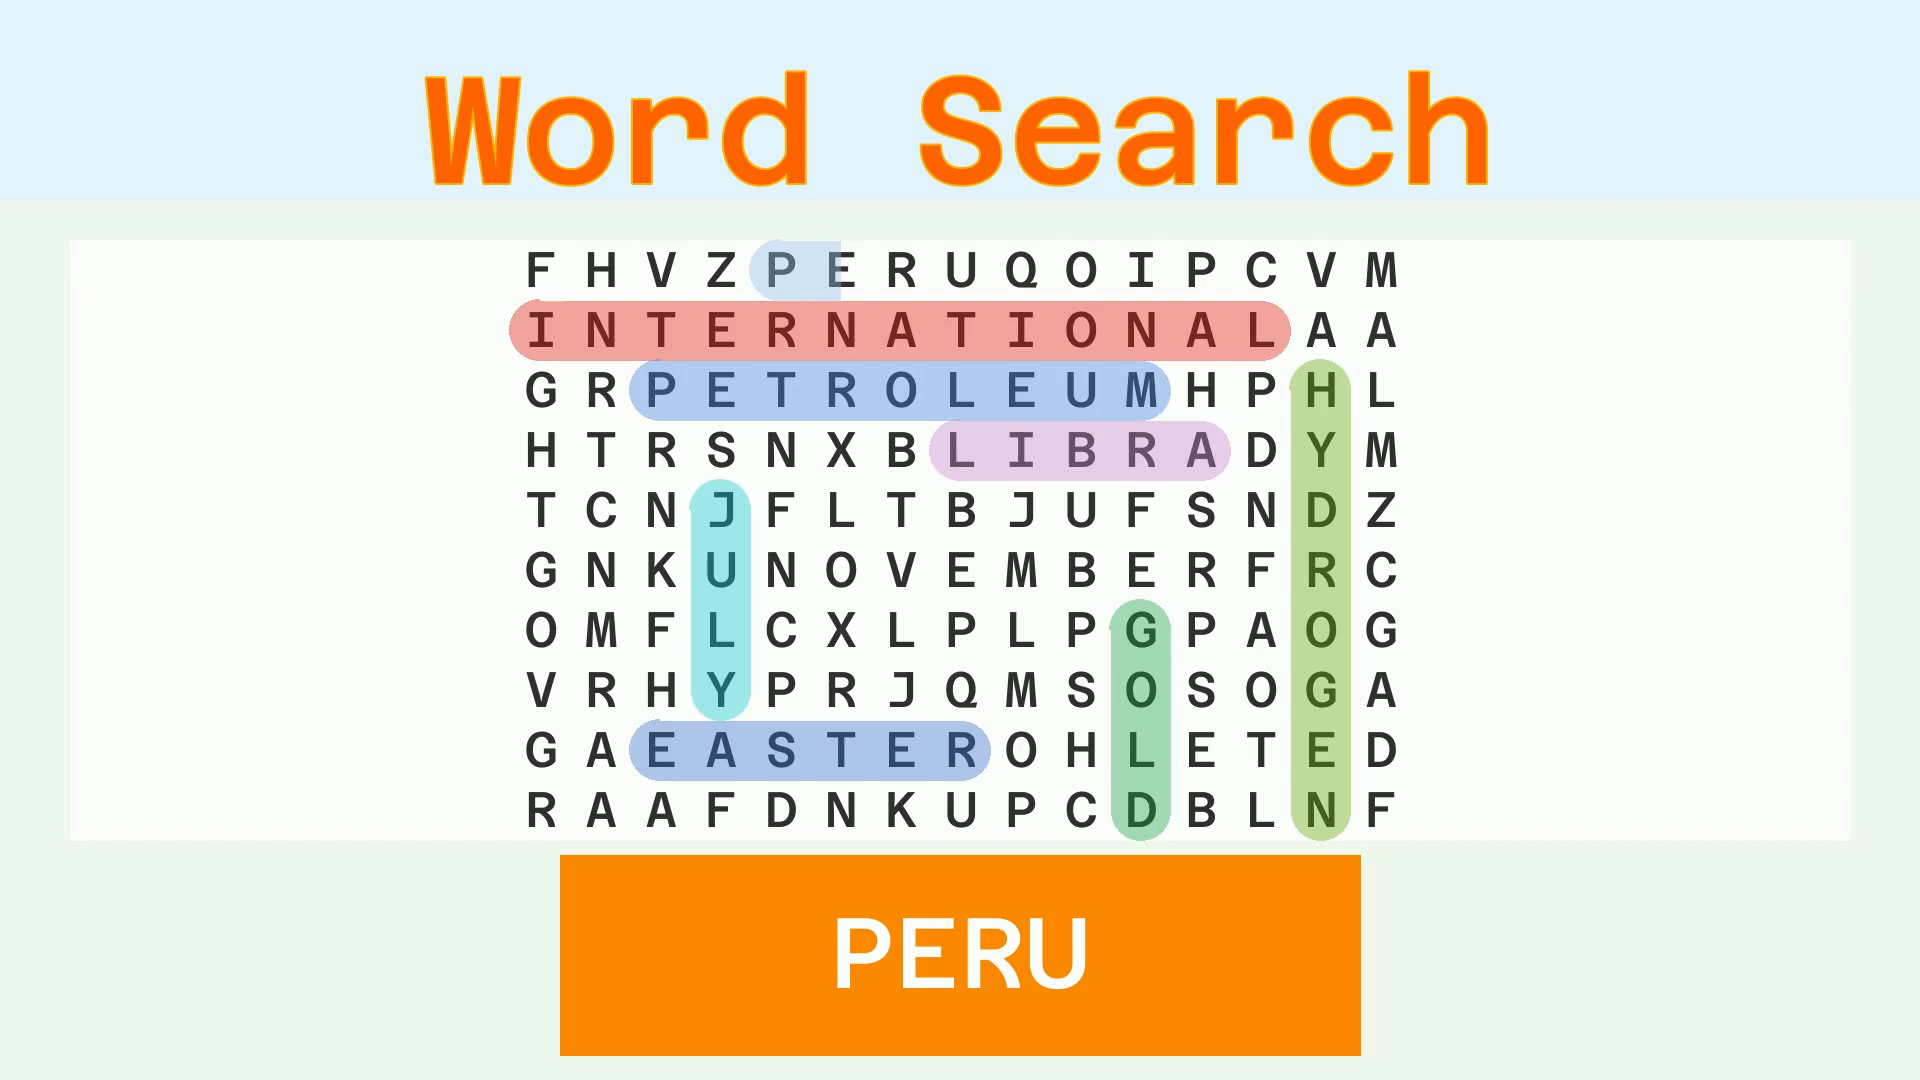 Word Search
F H V Z P E R U Q O I P C V M
I N T E R N A T I O N A L A A
G R P E T R O L E U M H P H L
H T R S N X B L I B R A D Y M
T C N J F L T B J U F S N D Z
G N K U N O V E M B E R F R C
O M F L C X L P L P G P A O G
V R H Y P R J Q M S O S O G A
G A E A S T E R O H L E T E D
R A A F D N K U P C D B L N F
PERU